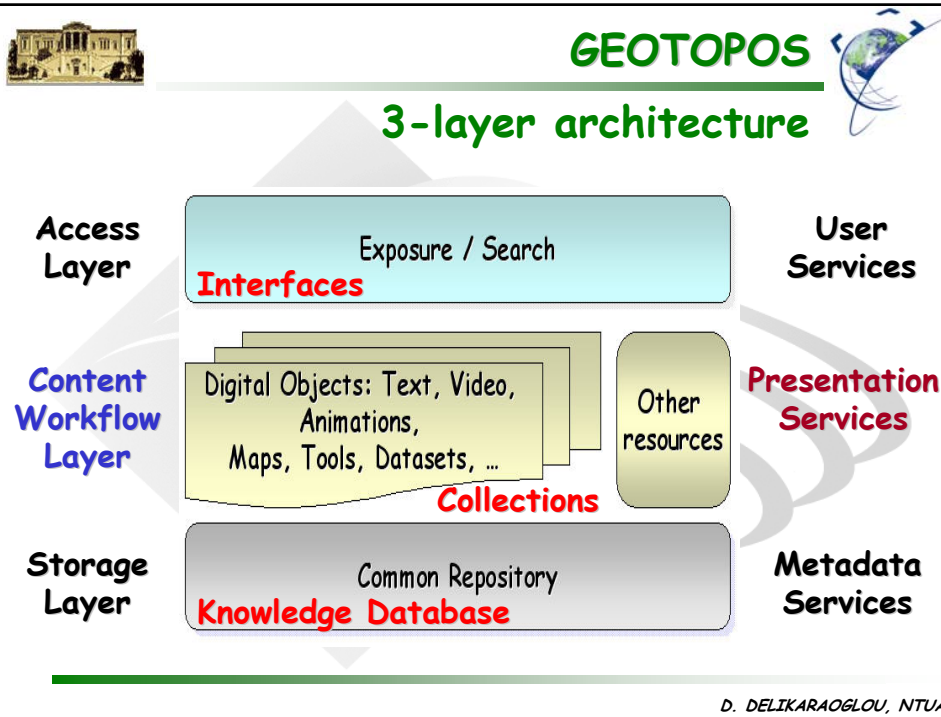 GEOTOPOS
3-layer architecture
Access
Layer
Exposure / Search
Interfaces
User
Services
Content
Workflow
Layer
Digital Objects: Text, Video,
Animations,
Maps, Tools, Datasets, …
Collections
Other
resources
Presentation
Services
Storage
Layer
Common Repository
Knowledge Database
Metadata
Services
D. DELIKARAOGLOU, NTUA